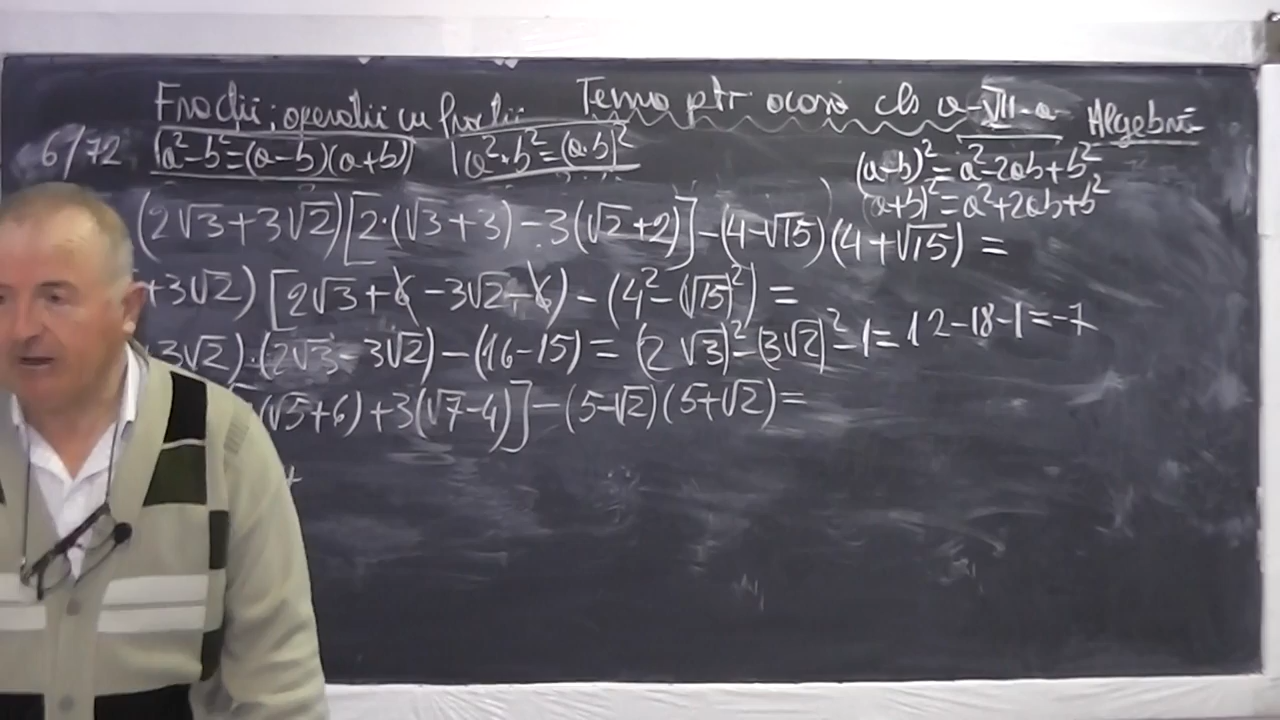 Fracții; operații cu fracții Tema ptr acasă cls a-VII-a Algebră
6/72 a²-b²=(a-b)(a+b) a²·b²=(a·b)²
(a-b)²=a²-2ab+b²
(a+b)²=a²+2ab+b²
(2√3+3√2)[2·(√3+3)-3(√2+2)]-(4-√15)(4+√15)=
+3√2)[2√3+6-3√2-6)-(4²-(√15)²)=
3√2)·(2√3-3√2)-(16-15)=(2√3)²-(3√2)²-1=12-18-1=-7
(√5+6)+3(√7-4)]-(5-√2)(5+√2)=